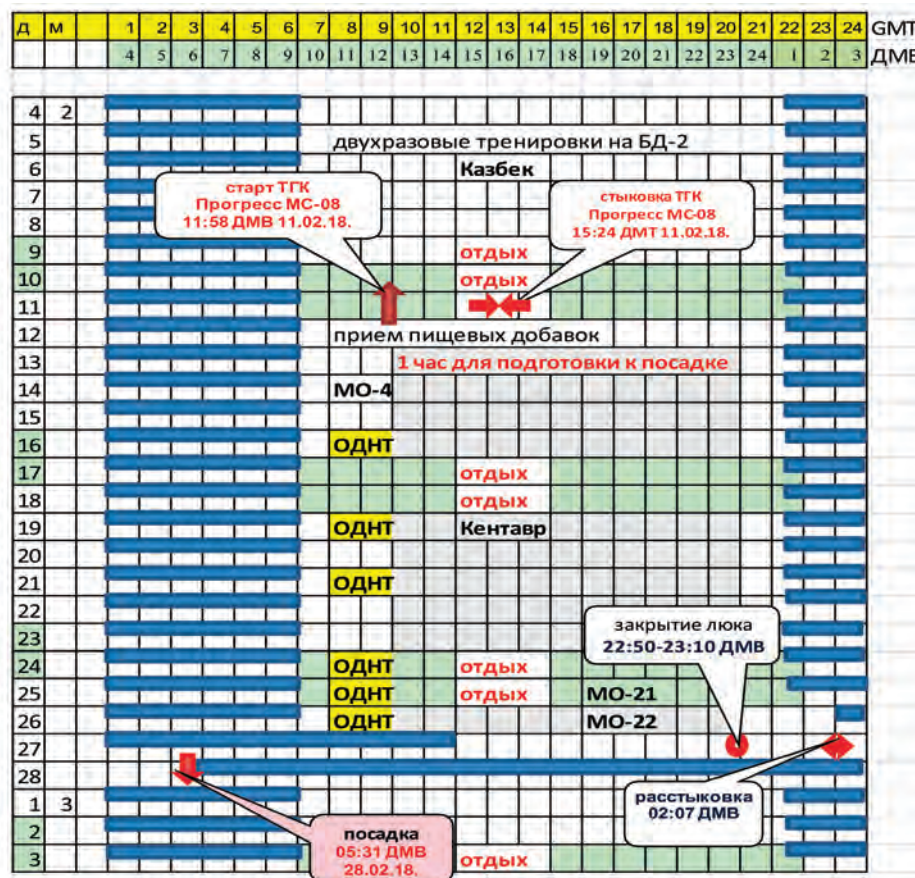 Д М 1 2 3 4 5 6 7 8 9 10 11 12 13 14 15 16 17 18 19 20 21 22 23 24 GMT
4 5 6 7 8 9 10 11 12 13 14 15 16 17 18 19 20 21 22 23 24 1 2 3 ДМВ
4 2
5 двухразовые тренировки на БД-2
6 Казбек
7
старт ТГК
Прогресс МС-08
11:58 ДМВ 11.02.18.
стыковка ТГК
Прогресс МС-08
15:24 ДМТ 11.02.18.
8
9 отдых
10 отдых
11
12 прием пищевых добавок
13 1 час для подготовки к посадке
14 МО-4
15
16 ОДНТ
17 отдых
18 отдых
19 ОДНТ Кентавр
20
21 ОДНТ
22
23
закрытие люка
22:50-23:10 ДМВ
24 ОДНТ отдых
25 ОДНТ отдых МО-21
26 ОДНТ МО-22
27
28
1 3
расстыковка
02:07 ДМВ
2
посадка
05:31 ДМВ
28.02.18.
3 отдых